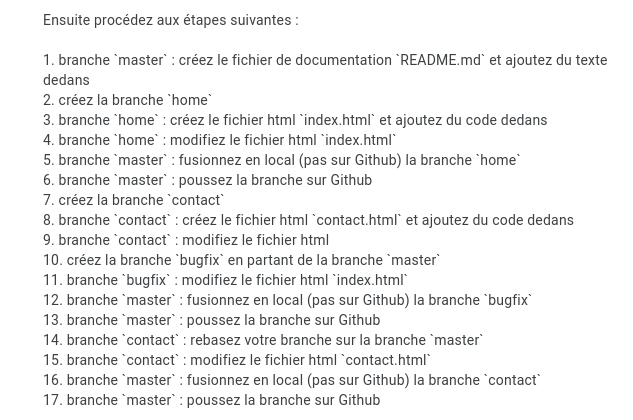 Ensuite procédez aux étapes suivantes :
1. branche `master` : créez le fichier de documentation `README.md` et ajoutez du texte
dedans
2. créez la branche `home`
3. branche `home` : créez le fichier html `index.html` et ajoutez du code dedans
4. branche `home` : modifiez le fichier html `index.html`
5. branche `master` : fusionnez en local (pas sur Github) la branche `home`
6. branche `master` : poussez la branche sur Github
7. créez la branche `contact`
8. branche `contact` : créez le fichier html `contact.html` et ajoutez du code dedans
9. branche `contact` : modifiez le fichier html
10. créez la branche `bugfix` en partant de la branche `master`
11. branche `bugfix` : modifiez le fichier html `index.html`
12. branche `master` : fusionnez en local (pas sur Github) la branche `bugfix`
13. branche `master` : poussez la branche sur Github
14. branche `contact` : rebasez votre branche sur la branche `master`
15. branche `contact` : modifiez le fichier html `contact.html`
16. branche `master` : fusionnez en local (pas sur Github) la branche `contact`
17. branche `master` : poussez la branche sur Github